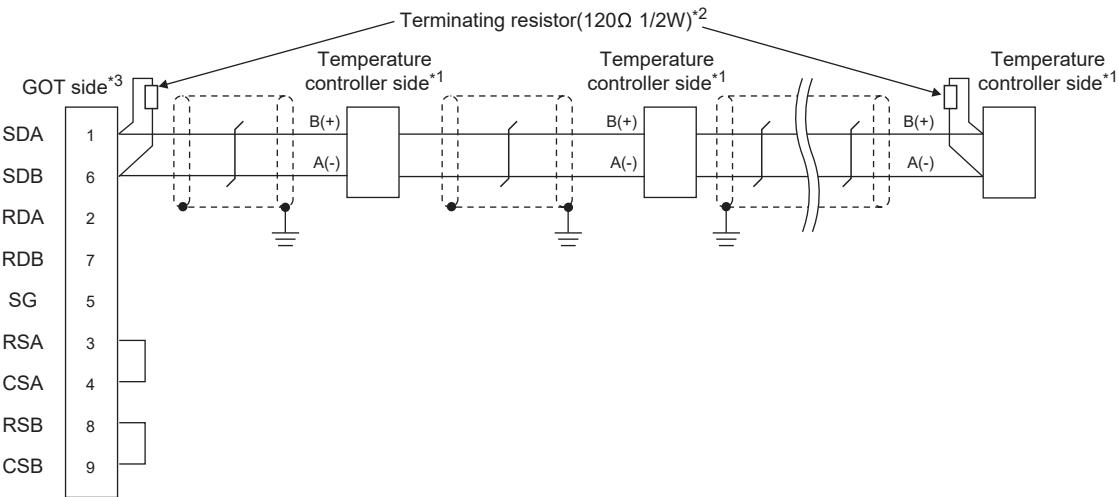 Terminating resistor(120Ω 1/2W)*2
GOT side*3
Temperature
controller side*1
Temperature
controller side*1
Temperature
controller side*1
SDA 1 B(+) B(+) B(+)
SDB 6 A(-) A(-) A(-)
RDA 2
RDB 7
SG 5
RSA 3
CSA 4
RSB 8
CSB 9